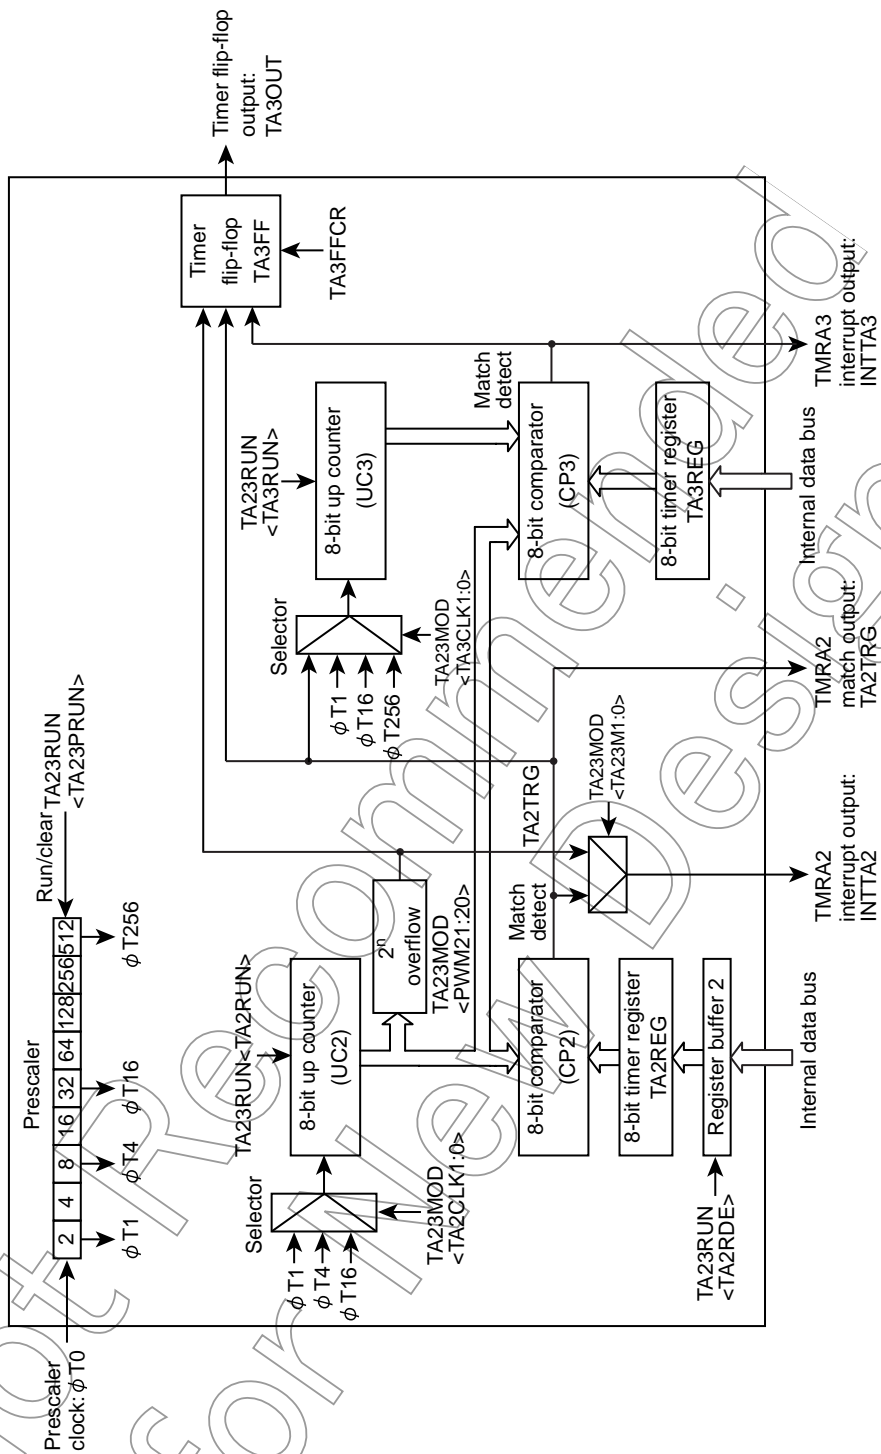 Prescaler
clock: ϕT0
Prescaler
2 4 8 16 32 64 128 256 512
Run/clear
TA23RUN
<TA23PRUN>
ϕT1
ϕT4
ϕT16
ϕT256
Selector
ϕT1
ϕT4
ϕT16
TA23MOD
<TA2CLK1:0>
TA23RUN<TA2RUN>
8-bit up counter
(UC2)
2n
overflow
TA23MOD
<PWM21:20>
Selector
ϕT1
ϕT16
ϕT256
TA23MOD
<TA3CLK1:0>
TA23RUN
<TA3RUN>
8-bit up counter
(UC3)
Timer
flip-flop
TA3FF
TA3FFCR
Timer flip-flop
output:
TA3OUT
TA2TRG
Match
detect
8-bit comparator
(CP2)
8-bit timer register
TA2REG
Register buffer 2
TA23RUN
<TA2RDE>
Internal data bus
TA23MOD
<TA23M1:0>
TMRA2
interrupt output:
INTTA2
TMRA2
match output:
TA2TRG
Match
detect
8-bit comparator
(CP3)
8-bit timer register
TA3REG
Internal data bus
TMRA3
interrupt output:
INTTA3
Not Recommended
for New Design